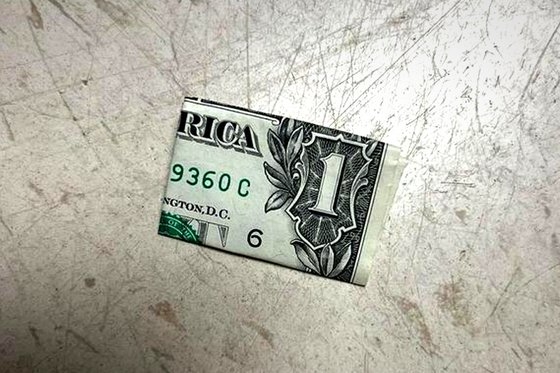 RICA
1
9360 C
NGTON, D.C.
6